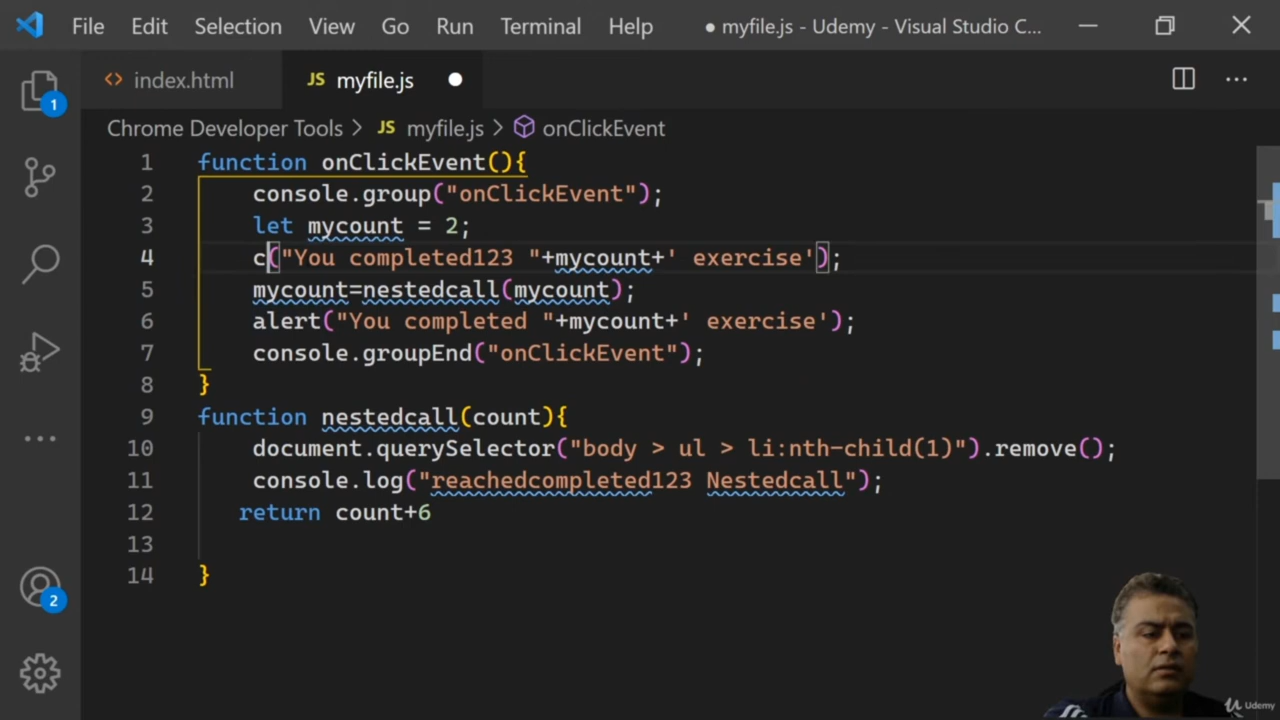 File Edit Selection View Go Run Terminal Help ● myfile.js - Udemy - Visual Studio C...
<> index.html JS myfile.js
Chrome Developer Tools > JS myfile.js > onClickEvent
1 function onClickEvent(){
2 console.group("onClickEvent");
3 let mycount = 2;
4 c("You completed123 "+mycount+' exercise');
5 mycount=nestedcall(mycount);
6 alert("You completed "+mycount+' exercise');
7 console.groupEnd("onClickEvent");
8 }
9 function nestedcall(count){
10 document.querySelector("body > ul > li:nth-child(1)").remove();
11 console.log("reachedcompleted123 Nestedcall");
12 return count+6
13
14 }
1
2
Udemy